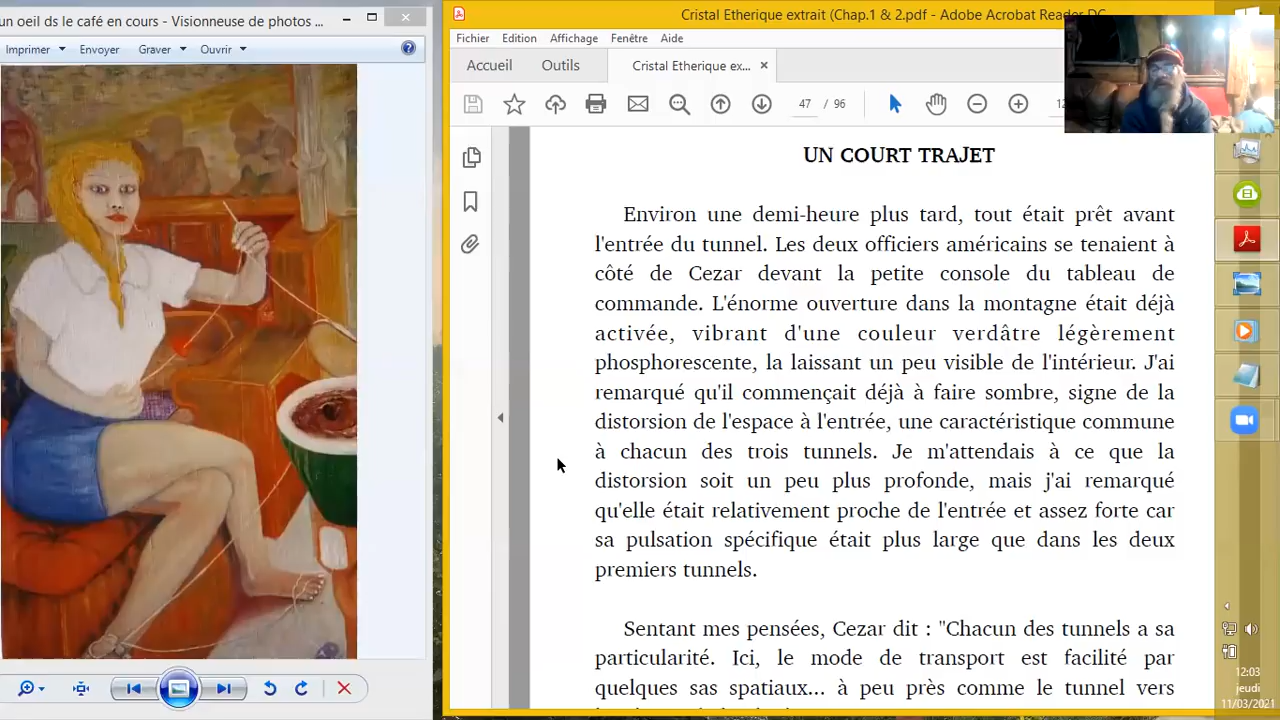 un oeil ds le café en cours - Visionneuse de photos ...
Imprimer
Envoyer
Graver
Ouvrir
Cristal Etherique extrait (Chap.1 & 2.pdf - Adobe Acrobat Reader DC
Fichier
Edition
Affichage
Fenêtre
Aide
Accueil
Outils
Cristal Etherique ex...
47 / 96
UN COURT TRAJET
Environ une demi-heure plus tard, tout était prêt avant
l'entrée du tunnel. Les deux officiers américains se tenaient à
côté de Cezar devant la petite console du tableau de
commande. L'énorme ouverture dans la montagne était déjà
activée, vibrant d'une couleur verdâtre légèrement
phosphorescente, la laissant un peu visible de l'intérieur. J'ai
remarqué qu'il commençait déjà à faire sombre, signe de la
distorsion de l'espace à l'entrée, une caractéristique commune
à chacun des trois tunnels. Je m'attendais à ce que la
distorsion soit un peu plus profonde, mais j'ai remarqué
qu'elle était relativement proche de l'entrée et assez forte car
sa pulsation spécifique était plus large que dans les deux
premiers tunnels.
Sentant mes pensées, Cezar dit : "Chacun des tunnels a sa
particularité. Ici, le mode de transport est facilité par
quelques sas spatiaux... à peu près comme le tunnel vers
12:03
jeudi
11/03/2021